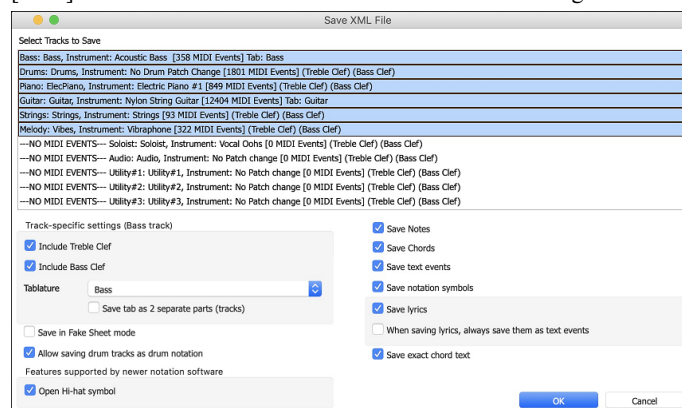 Save XML File
Select Tracks to Save
Bass: Bass, Instrument: Acoustic Bass [358 MIDI Events] Tab: Bass
Drums: Drums, Instrument: No Drum Patch Change [1801 MIDI Events] (Treble Clef) (Bass Clef)
Piano: ElecPiano, Instrument: Electric Piano #1 [849 MIDI Events] (Treble Clef) (Bass Clef)
Guitar: Guitar, Instrument: Nylon String Guitar [12404 MIDI Events] Tab: Guitar
Strings: Strings, Instrument: Strings [93 MIDI Events] (Treble Clef) (Bass Clef)
Melody: Vibes, Instrument: Vibraphone [322 MIDI Events] (Treble Clef) (Bass Clef)
---NO MIDI EVENTS--- Soloist: Soloist, Instrument: Vocal Oohs [0 MIDI Events] (Treble Clef) (Bass Clef)
---NO MIDI EVENTS--- Audio: Audio, Instrument: No Patch change [0 MIDI Events] (Treble Clef) (Bass Clef)
---NO MIDI EVENTS--- Utility#1: Utility#1, Instrument: No Patch change [0 MIDI Events] (Treble Clef) (Bass Clef)
---NO MIDI EVENTS--- Utility#2: Utility#2, Instrument: No Patch change [0 MIDI Events] (Treble Clef) (Bass Clef)
---NO MIDI EVENTS--- Utility#3: Utility#3, Instrument: No Patch change [0 MIDI Events] (Treble Clef) (Bass Clef)
Track-specific settings (Bass track)
Include Treble Clef
Include Bass Clef
Tablature Bass
Save tab as 2 separate parts (tracks)
Save in Fake Sheet mode
Allow saving drum tracks as drum notation
Features supported by newer notation software
Open Hi-hat symbol
Save Notes
Save Chords
Save text events
Save notation symbols
Save lyrics
When saving lyrics, always save them as text events
Save exact chord text
OK
Cancel